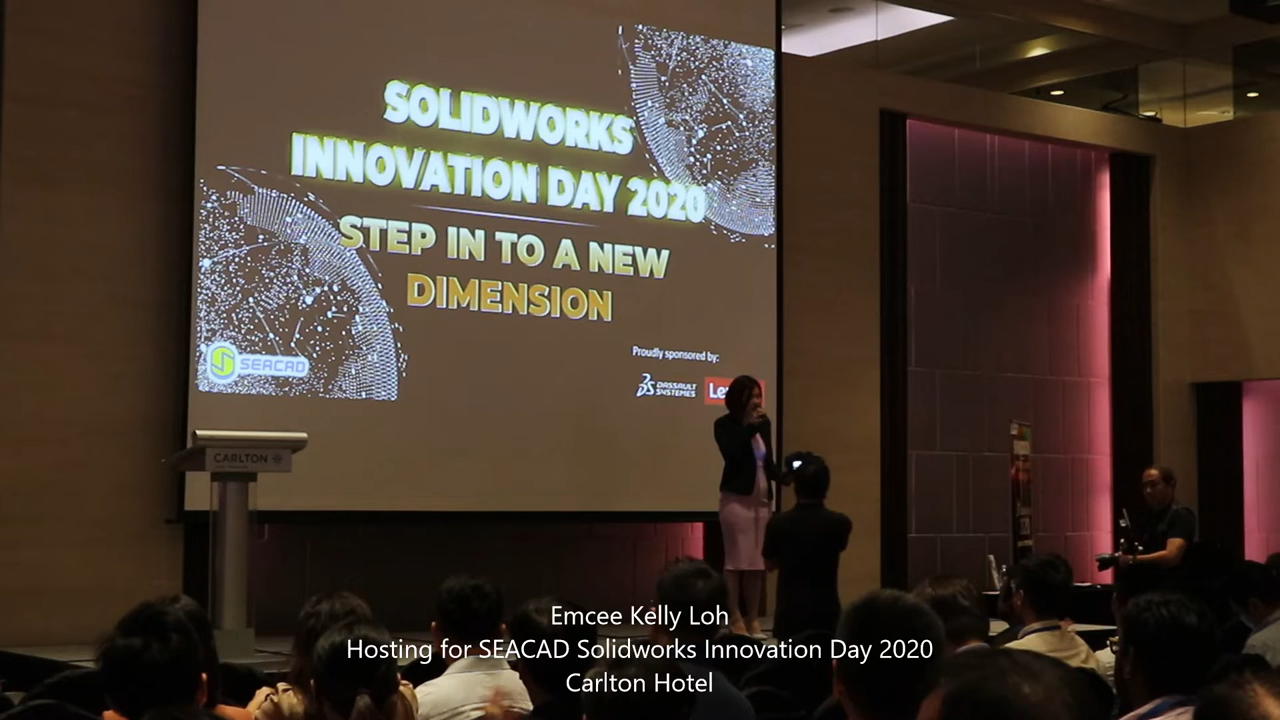 SOLIDWORKS
INNOVATION DAY 2020
STEP IN TO A NEW
DIMENSION
SEACAD
Proudly sponsored by:
DASSAULT
SYSTEMES
CARLTON
Emcee Kelly Loh
Hosting for SEACAD Solidworks Innovation Day 2020
Carlton Hotel